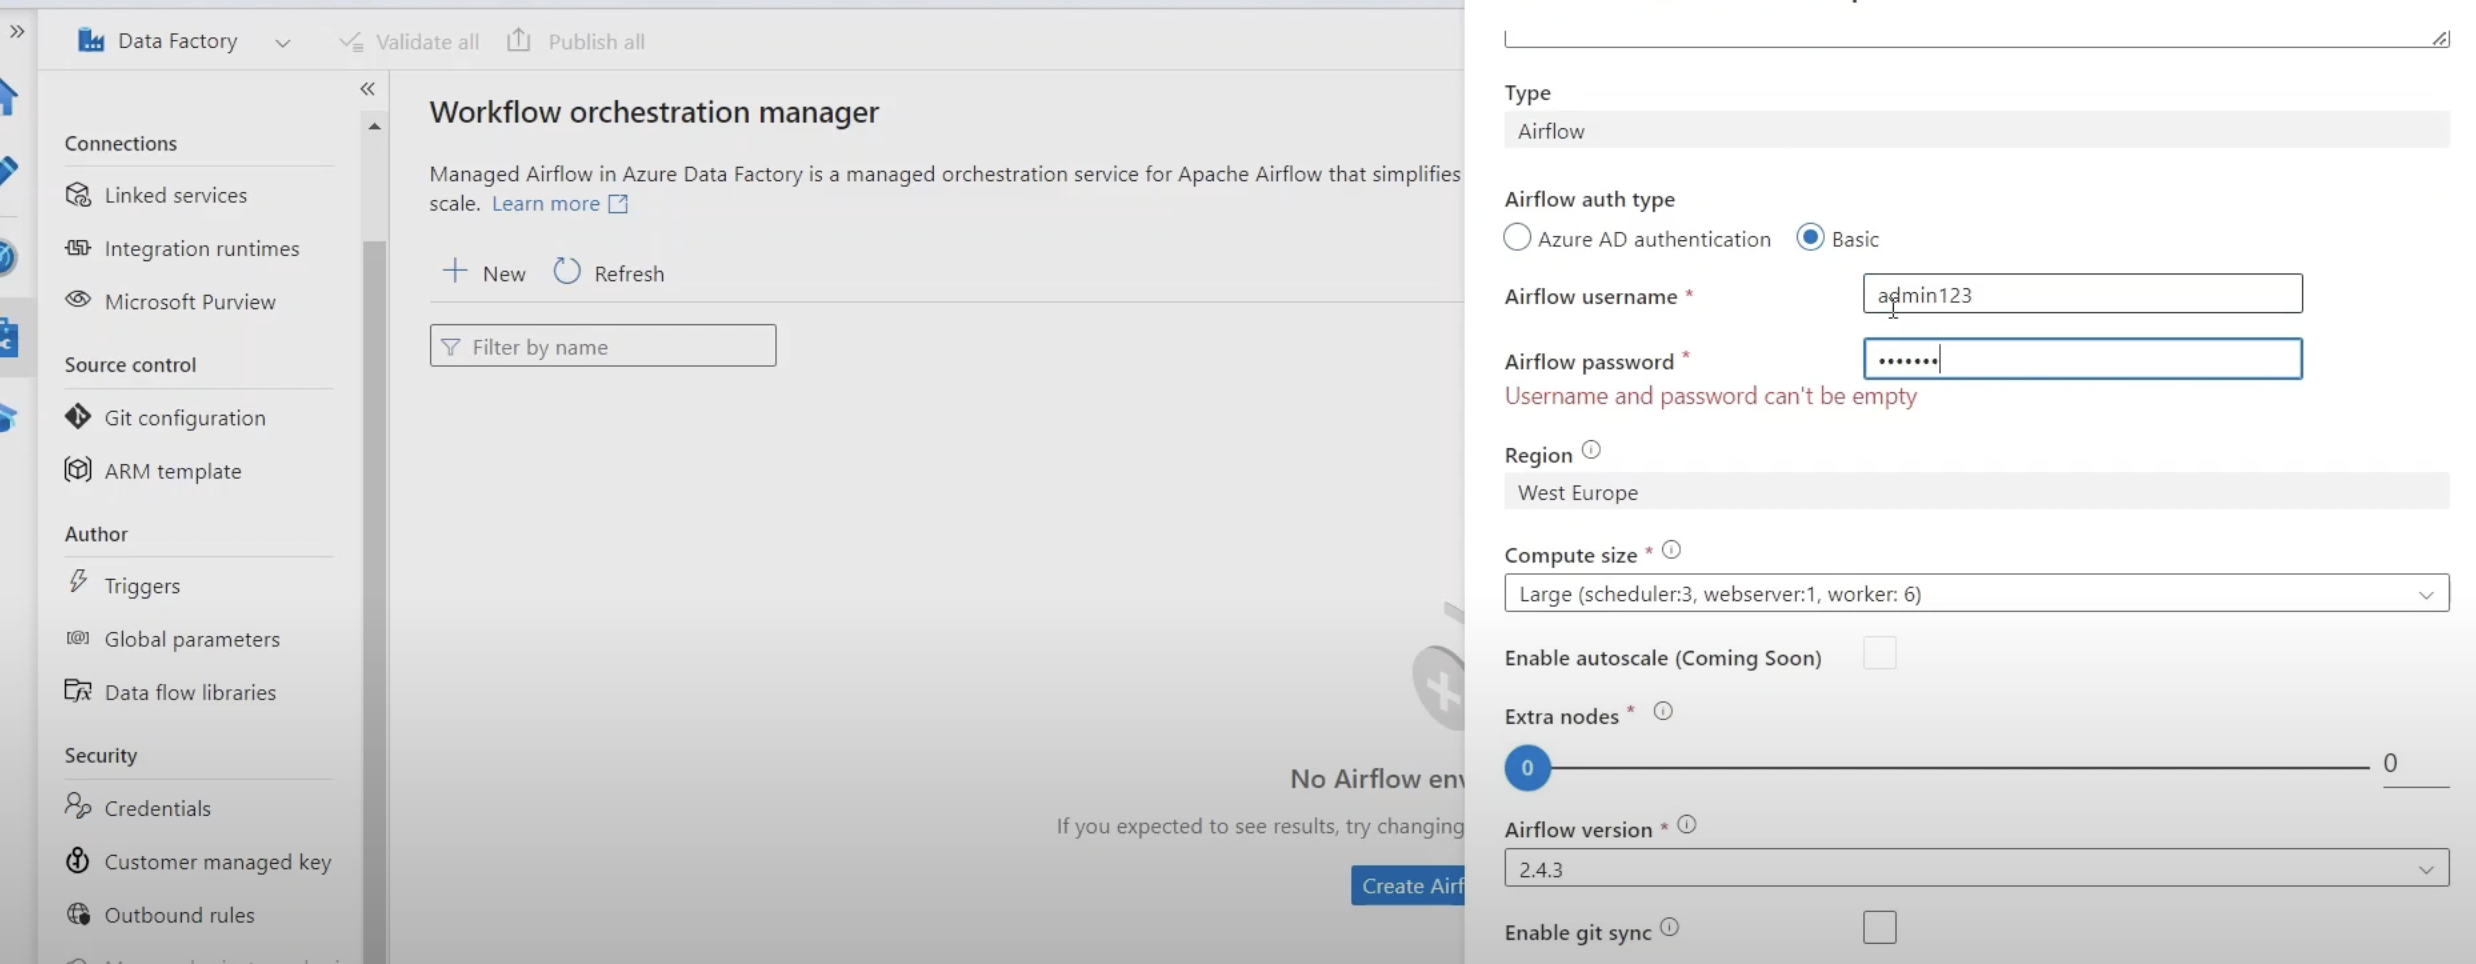 Data Factory
Validate all
Publish all
Connections
Linked services
Integration runtimes
Microsoft Purview
Source control
Git configuration
ARM template
Author
Triggers
Global parameters
Data flow libraries
Security
Credentials
Customer managed key
Outbound rules
Workflow orchestration manager
Managed Airflow in Azure Data Factory is a managed orchestration service for Apache Airflow that simplifies
scale. Learn more
New
Refresh
Filter by name
No Airflow env
If you expected to see results, try changing
Create Airf
Type
Airflow
Airflow auth type
Azure AD authentication
Basic
Airflow username *
admin123
Airflow password *
•••••••
Username and password can't be empty
Region
West Europe
Compute size *
Large (scheduler:3, webserver:1, worker: 6)
Enable autoscale (Coming Soon)
Extra nodes *
0
0
Airflow version *
2.4.3
Enable git sync